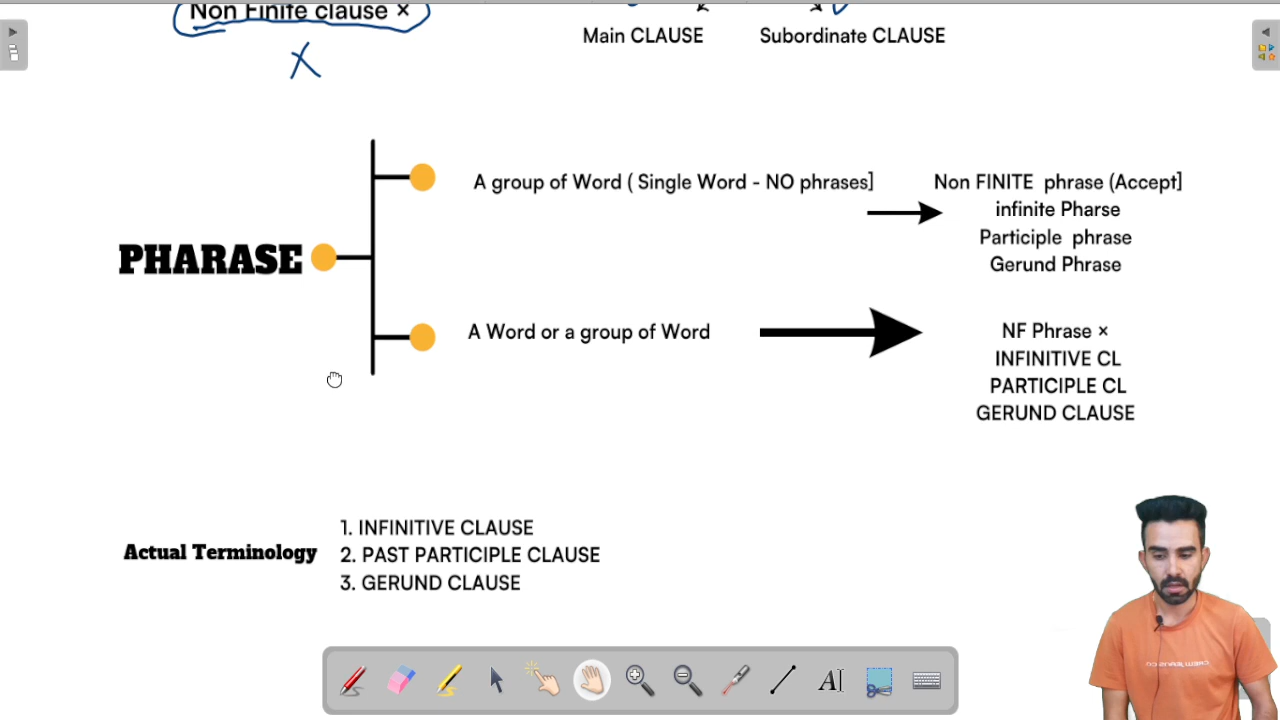 Non Finite clause ×
X
Main CLAUSE
Subordinate CLAUSE
PHARASE
A group of Word ( Single Word - NO phrases]
Non FINITE phrase (Accept]
infinite Pharse
Participle phrase
Gerund Phrase
A Word or a group of Word
NF Phrase ×
INFINITIVE CL
PARTICIPLE CL
GERUND CLAUSE
Actual Terminology
1. INFINITIVE CLAUSE
2. PAST PARTICIPLE CLAUSE
3. GERUND CLAUSE